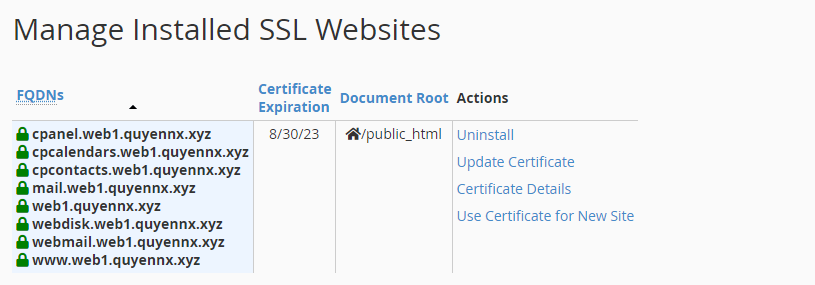 Manage Installed SSL Websites
FQDNs
Certificate Expiration
Document Root
Actions
cpanel.web1.quyennx.xyz
cpcalendars.web1.quyennx.xyz
cpcontacts.web1.quyennx.xyz
mail.web1.quyennx.xyz
web1.quyennx.xyz
webdisk.web1.quyennx.xyz
webmail.web1.quyennx.xyz
www.web1.quyennx.xyz
8/30/23
/public_html
Uninstall
Update Certificate
Certificate Details
Use Certificate for New Site